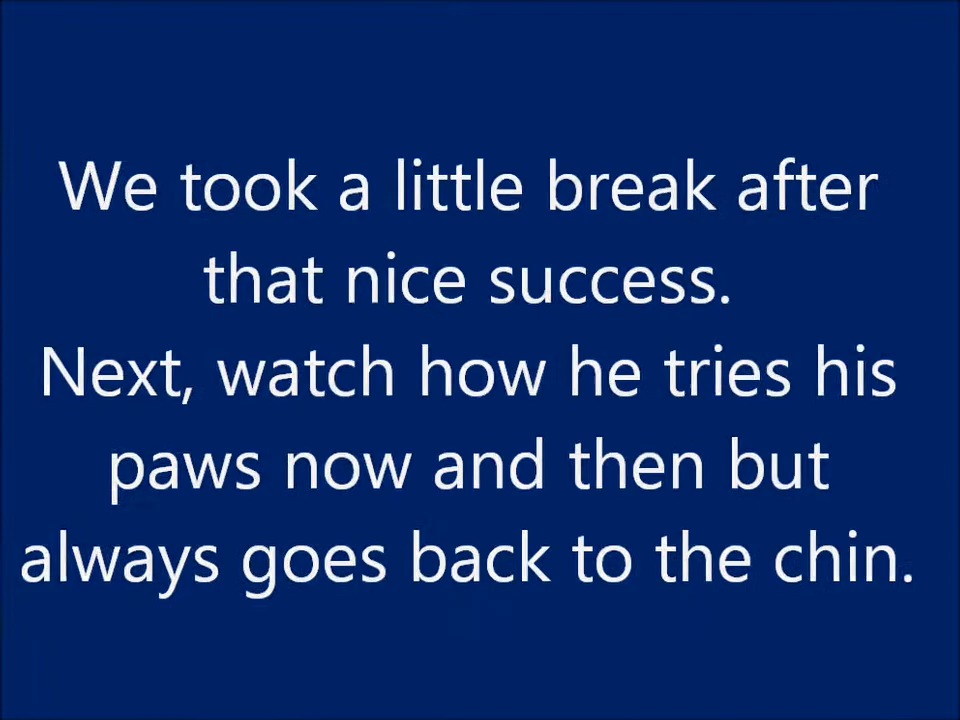 We took a little break after
that nice success.
Next, watch how he tries his
paws now and then but
always goes back to the chin.